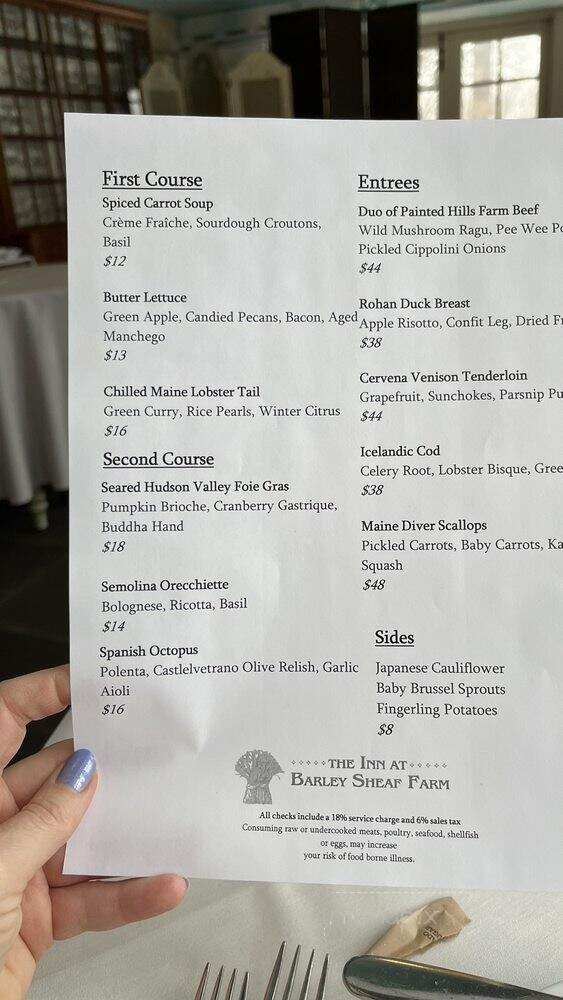 First Course
Spiced Carrot Soup
Crème Fraîche, Sourdough Croutons,
Basil
$12
Butter Lettuce
Green Apple, Candied Pecans, Bacon, Aged
Manchego
$13
Chilled Maine Lobster Tail
Green Curry, Rice Pearls, Winter Citrus
$16
Second Course
Seared Hudson Valley Foie Gras
Pumpkin Brioche, Cranberry Gastrique,
Buddha Hand
$18
Semolina Orecchiette
Bolognese, Ricotta, Basil
$14
Spanish Octopus
Polenta, Castlelvetrano Olive Relish, Garlic
Aioli
$16
Entrees
Duo of Painted Hills Farm Beef
Wild Mushroom Ragu, Pee Wee
Pickled Cippolini Onions
$44
Rohan Duck Breast
Apple Risotto, Confit Leg, Dried
$38
Cervena Venison Tenderloin
Grapefruit, Sunchokes, Parsnip
$44
Icelandic Cod
Celery Root, Lobster Bisque,
$38
Maine Diver Scallops
Pickled Carrots, Baby Carrots,
Squash
$48
Sides
Japanese Cauliflower
Baby Brussel Sprouts
Fingerling Potatoes
$8
The Inn at
Barley Sheaf Farm
All checks include a 18% service charge and 6% sales tax
Consuming raw or undercooked meats, poultry, seafood, shellfish
or eggs, may increase
your risk of food borne illness.